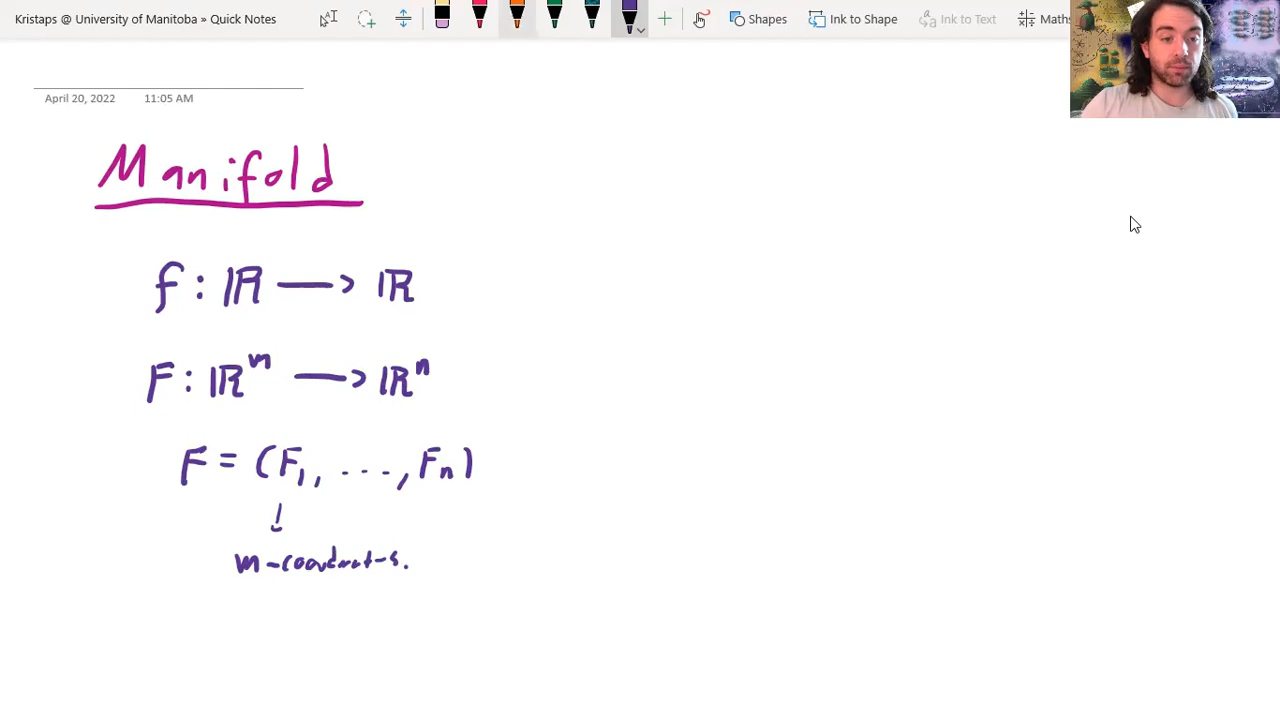 Kristaps @ University of Manitoba » Quick Notes
Shapes
Ink to Shape
Ink to Text
Maths
April 20, 2022 11:05 AM
Manifold
f : ℝ ⟶ ℝ
F : ℝᵐ ⟶ ℝⁿ
F = (F₁, ..., Fₙ)
↓